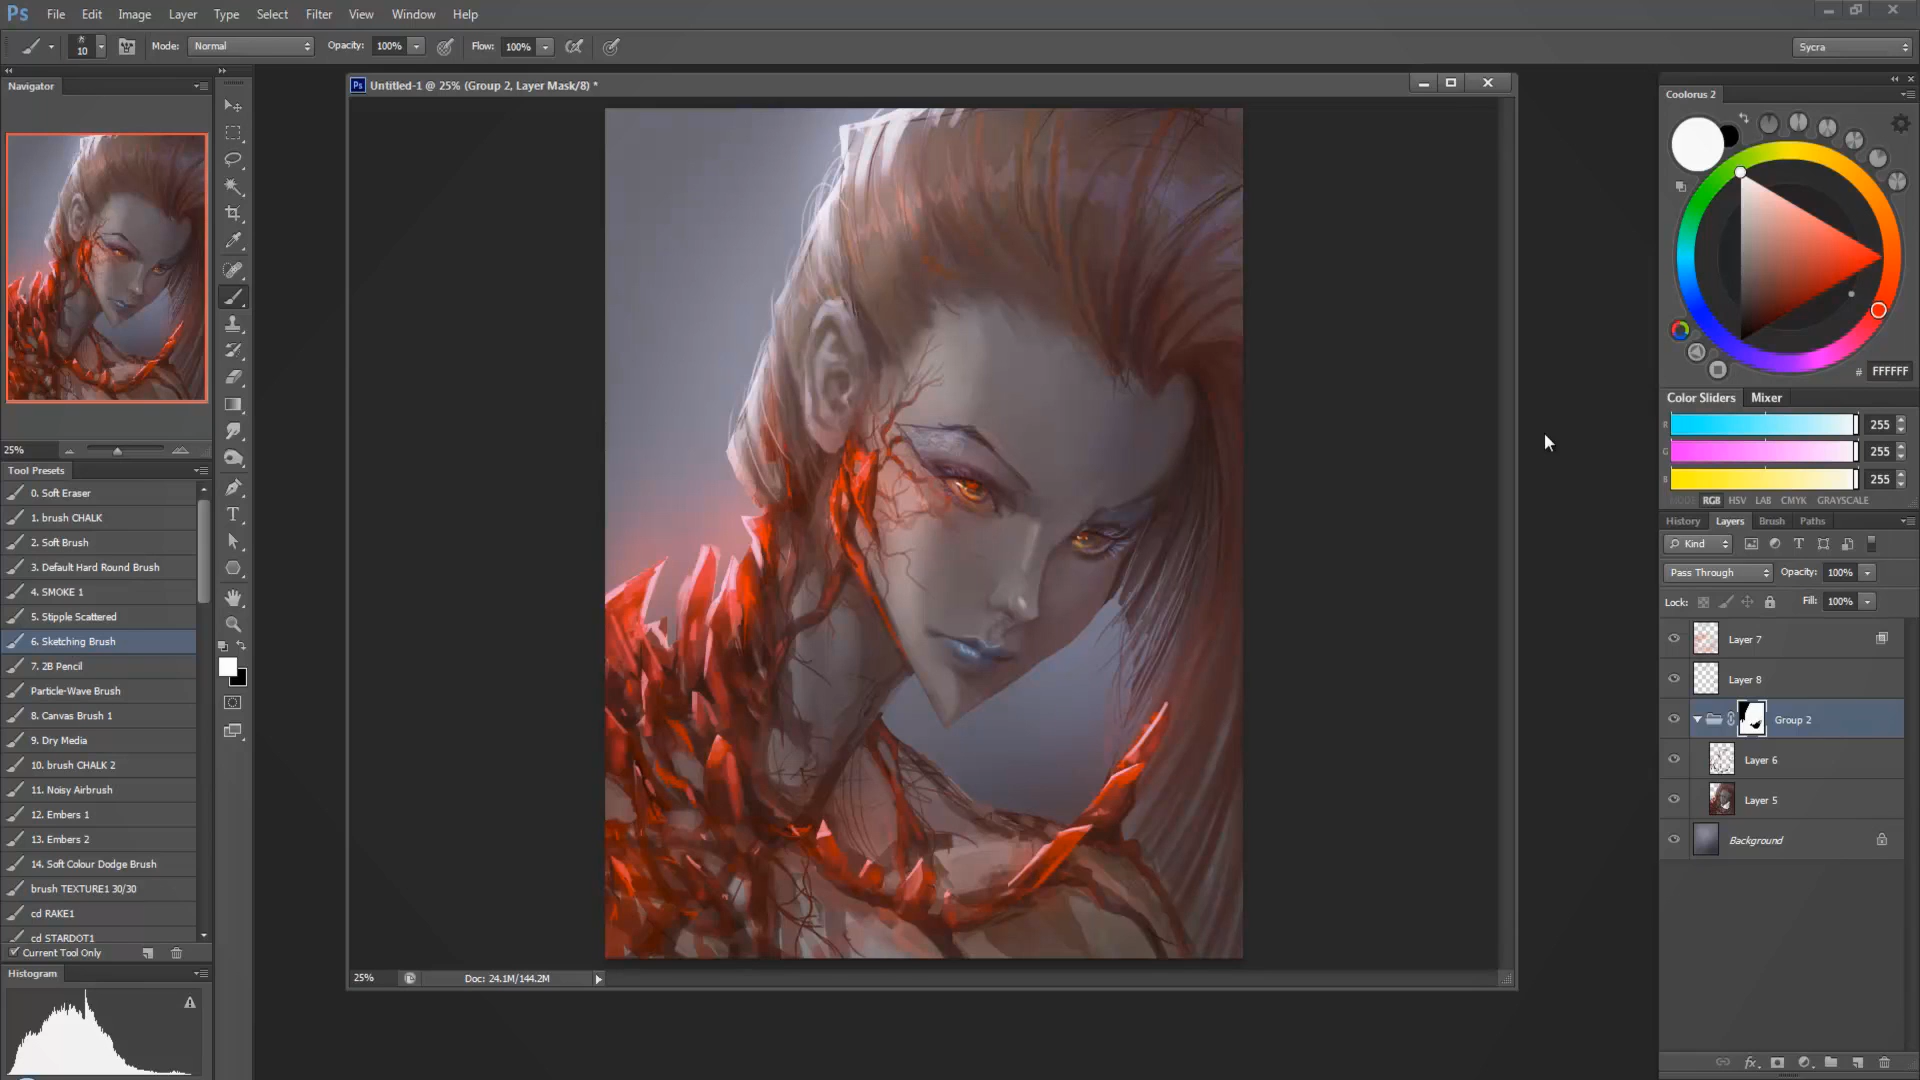 Ps File Edit Image Layer Type Select Filter View Window Help
10 Mode: Normal Opacity: 100% Flow: 100% Sycra
Navigator
Untitled-1 @ 25% (Group 2, Layer Mask/8) *
Coolorus 2
# FFFFFF
Color Sliders Mixer
R 255
G 255
255
RGB HSV LAB CMYK GRAYSCALE
25%
Tool Presets
0. Soft Eraser
1. brush CHALK
2. Soft Brush
3. Default Hard Round Brush
4. SMOKE 1
5. Stipple Scattered
6. Sketching Brush
7. 2B Pencil
Particle-Wave Brush
8. Canvas Brush 1
9. Dry Media
10. brush CHALK 2
11. Noisy Airbrush
12. Embers 1
13. Embers 2
14. Soft Colour Dodge Brush
brush TEXTURE1 30/30
cd RAKE1
cd STARDOT1
Current Tool Only
Histogram
History Layers Brush Paths
Kind
Pass Through Opacity: 100%
Lock: Fill: 100%
Layer 7
Layer 8
Group 2
Layer 6
Layer 5
Background
25% Doc: 24.1M/144.2M